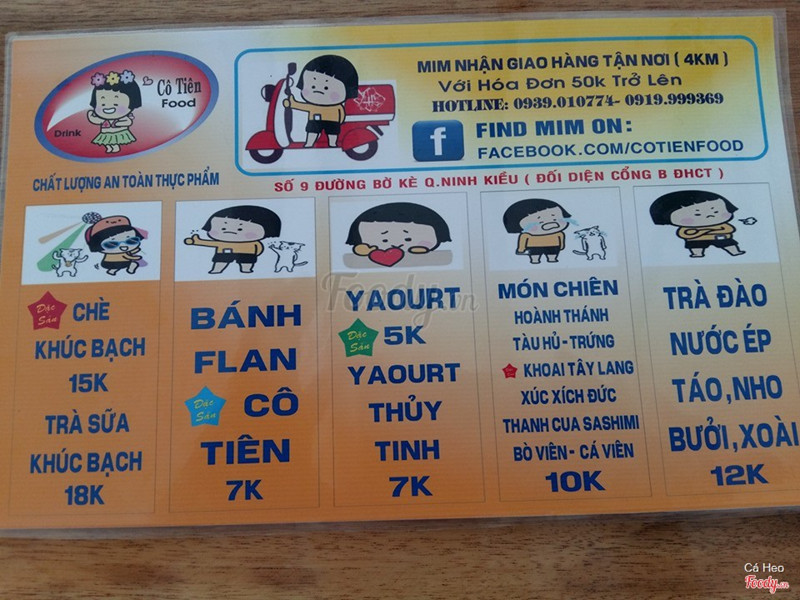 Cô Tiên
Food
Drink
CHẤT LƯỢNG AN TOÀN THỰC PHẨM
MIM NHẬN GIAO HÀNG TẬN NƠI ( 4KM )
Với Hóa Đơn 50k Trở Lên
HOTLINE: 0939.010774- 0919.999369
f
FIND MIM ON:
FACEBOOK.COM/COTIENFOOD
SỐ 9 ĐƯỜNG BỜ KÈ Q.NINH KIỀU ( ĐỐI DIỆN CỔNG B ĐHCT )
Đặc Sản
CHÈ
KHÚC BẠCH
15K
TRÀ SỮA
KHÚC BẠCH
18K
BÁNH
FLAN
Đặc Sản
CÔ
TIÊN
7K
YAOURT
Đặc Sản
5K
YAOURT
THỦY
TINH
7K
MÓN CHIÊN
HOÀNH THÁNH
TÀU HỦ - TRỨNG
KHOAI TÂY LANG
XÚC XÍCH ĐỨC
THANH CUA SASHIMI
BÒ VIÊN - CÁ VIÊN
10K
TRÀ ĐÀO
NƯỚC ÉP
TÁO,NHO
BƯỞI,XOÀI
12K
Foody.vn
Cá Heo
Foody.vn